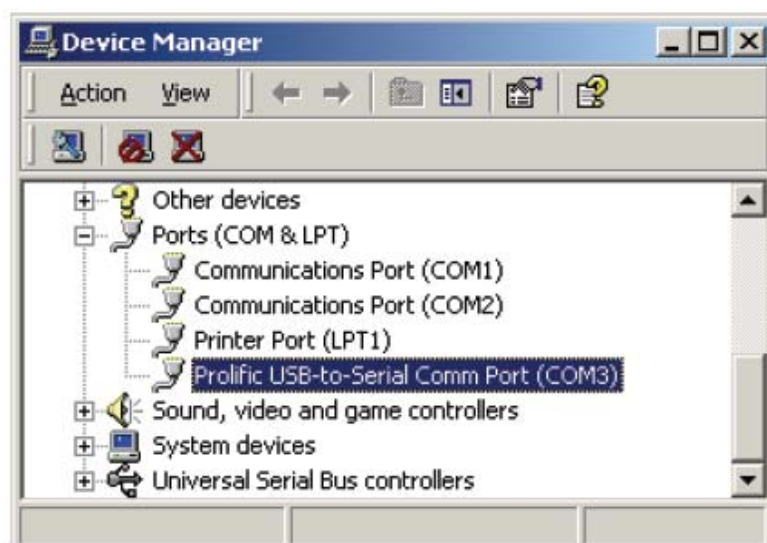 Device Manager
Action View
Other devices
Ports (COM & LPT)
Communications Port (COM1)
Communications Port (COM2)
Printer Port (LPT1)
Prolific USB-to-Serial Comm Port (COM3)
Sound, video and game controllers
System devices
Universal Serial Bus controllers